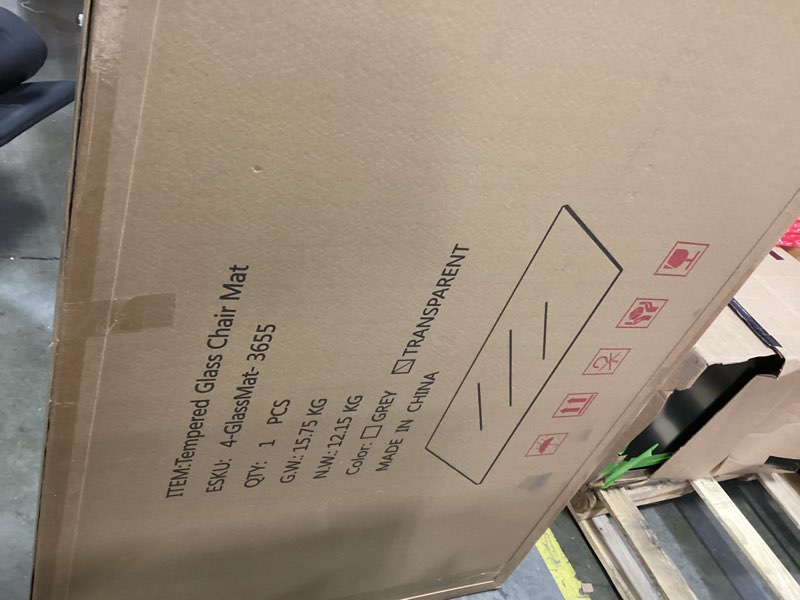 ITEM:Tempered Glass Chair Mat
ESKU: 4-GlassMat- 3655
QTY: 1 PCS
G.W.: 15.75 KG
N.W.: 12.15 KG
Color: ☐ GREY ☑ TRANSPARENT
MADE IN CHINA